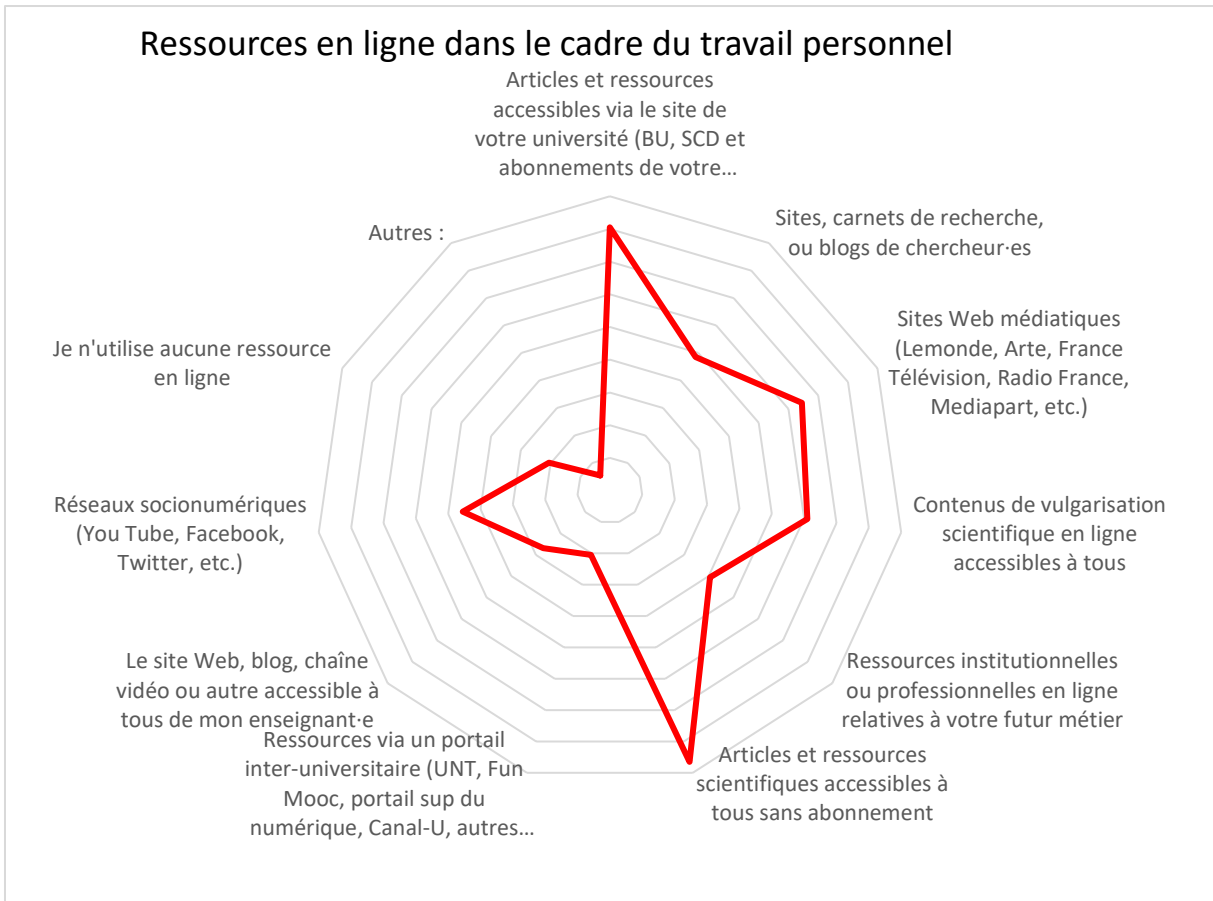 Ressources en ligne dans le cadre du travail personnel
Articles et ressources
accessibles via le site de
votre université (BU, SCD et
abonnements de votre…
Sites, carnets de recherche,
ou blogs de chercheur·es
Sites Web médiatiques
(Lemonde, Arte, France
Télévision, Radio France,
Mediapart, etc.)
Contenus de vulgarisation
scientifique en ligne
accessibles à tous
Ressources institutionnelles
ou professionnelles en ligne
relatives à votre futur métier
Articles et ressources
scientifiques accessibles à
tous sans abonnement
Ressources via un portail
inter-universitaire (UNT, Fun
Mooc, portail sup du
numérique, Canal-U, autres…
Le site Web, blog, chaîne
vidéo ou autre accessible à
tous de mon enseignant·e
Réseaux socionumériques
(You Tube, Facebook,
Twitter, etc.)
Je n'utilise aucune ressource
en ligne
Autres :